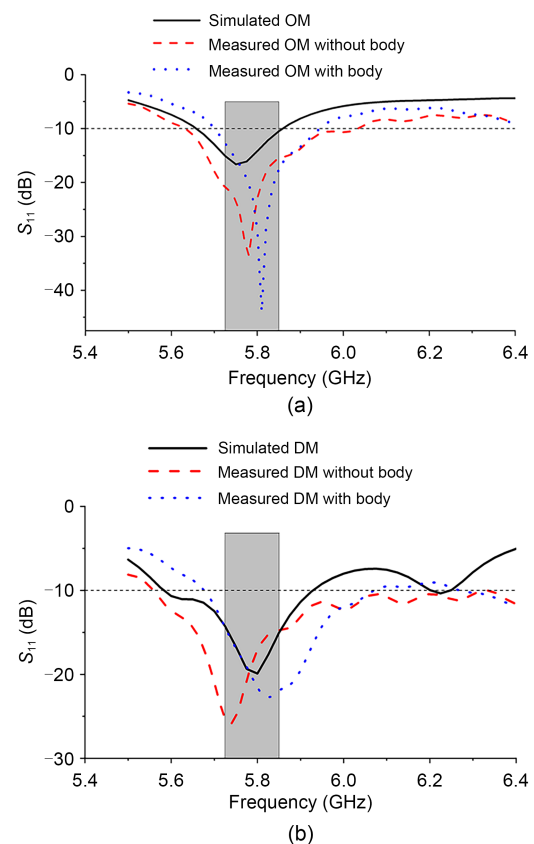 Simulated OM
Measured OM without body
Measured OM with body
0
−10
−20
−30
−40
S11 (dB)
5.4 5.6 5.8 6.0 6.2 6.4
Frequency (GHz)
(a)
Simulated DM
Measured DM without body
Measured DM with body
0
−10
−20
−30
S11 (dB)
5.4 5.6 5.8 6.0 6.2 6.4
Frequency (GHz)
(b)